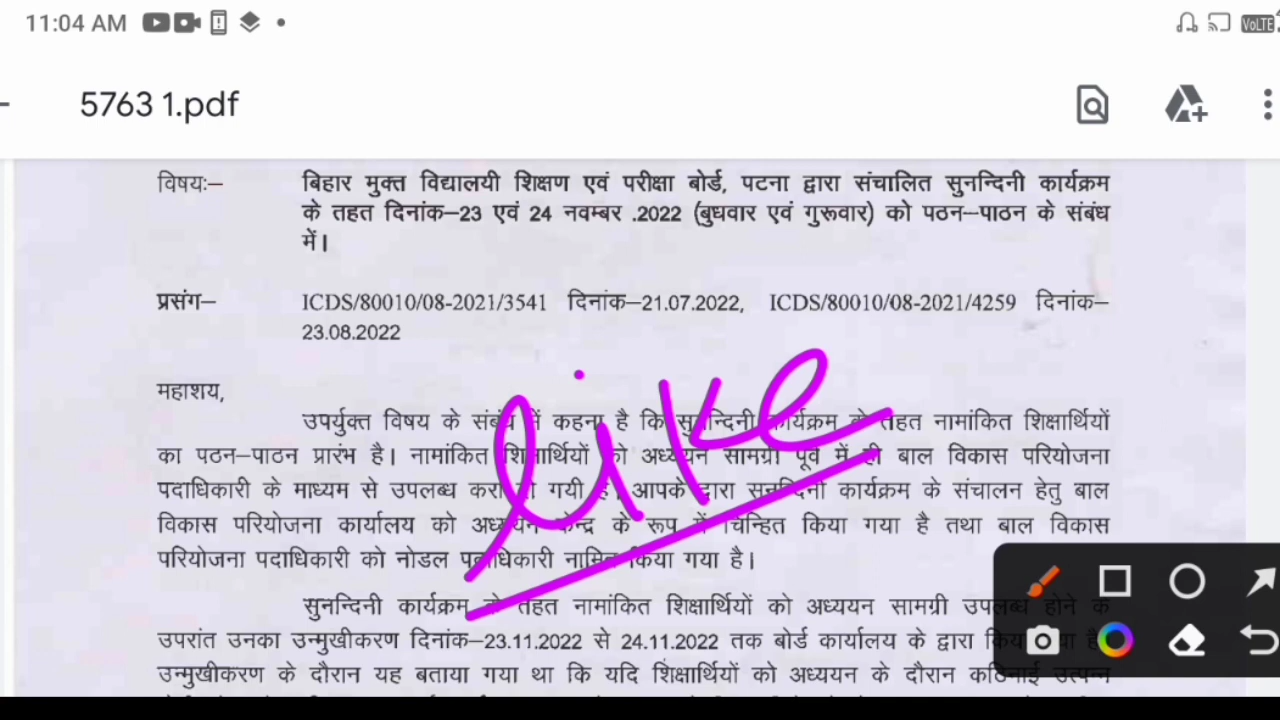 11:04 AM VoLTE
5763 1.pdf
विषयः– बिहार मुक्त विद्यालयी शिक्षण एवं परीक्षा बोर्ड, पटना द्वारा संचालित सुनन्दिनी कार्यक्रम
के तहत दिनांक–23 एवं 24 नवम्बर .2022 (बुधवार एवं गुरूवार) को पठन–पाठन के संबंध
में।
प्रसंग– ICDS/80010/08-2021/3541 दिनांक–21.07.2022, ICDS/80010/08-2021/4259 दिनांक–
23.08.2022
महाशय,
like
उपर्युक्त विषय के संबंध में कहना है कि सुनन्दिनी कार्यक्रम के तहत नामांकित शिक्षार्थियों
का पठन–पाठन प्रारंभ है। नामांकित शिक्षार्थियों को अध्ययन सामग्री पूर्व में ही बाल विकास परियोजना
पदाधिकारी के माध्यम से उपलब्ध करा दी गयी है। आपके द्वारा सुनन्दिनी कार्यक्रम के संचालन हेतु बाल
विकास परियोजना कार्यालय को अध्ययन केन्द्र के रूप में चिन्हित किया गया है तथा बाल विकास
परियोजना पदाधिकारी को नोडल पदाधिकारी नामित किया गया है।
सुनन्दिनी कार्यक्रम के तहत नामांकित शिक्षार्थियों को अध्ययन सामग्री उपलब्ध होने के
उपरांत उनका उन्मुखीकरण दिनांक–23.11.2022 से 24.11.2022 तक बोर्ड कार्यालय के द्वारा किया गया है
उन्मुखीकरण के दौरान यह बताया गया था कि यदि शिक्षार्थियों को अध्ययन के दौरान कठिनाई उत्पन्न